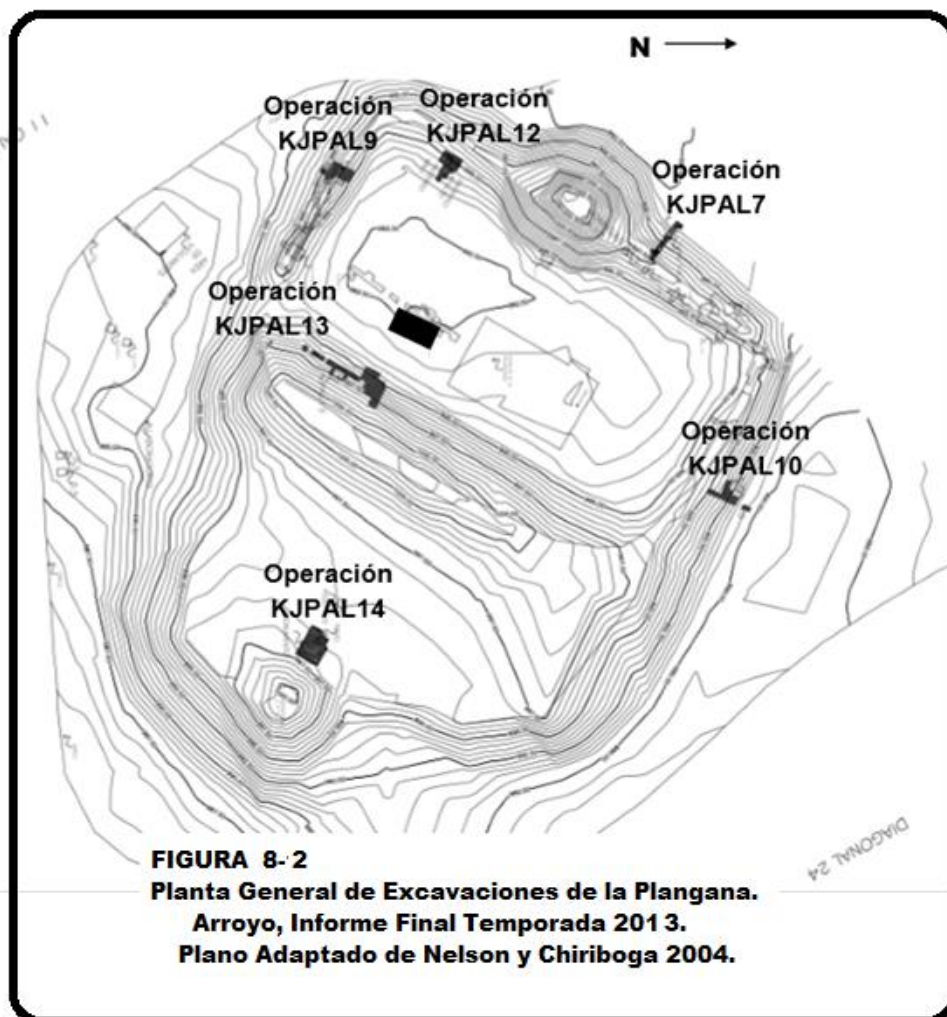 N
Operación
KJPAL9
Operación
KJPAL12
Operación
KJPAL7
Operación
KJPAL13
Operación
KJPAL10
Operación
KJPAL14
DIAGONAL 24
FIGURA 8-2
Planta General de Excavaciones de la Plangana.
Arroyo, Informe Final Temporada 2013.
Plano Adaptado de Nelson y Chiriboga 2004.